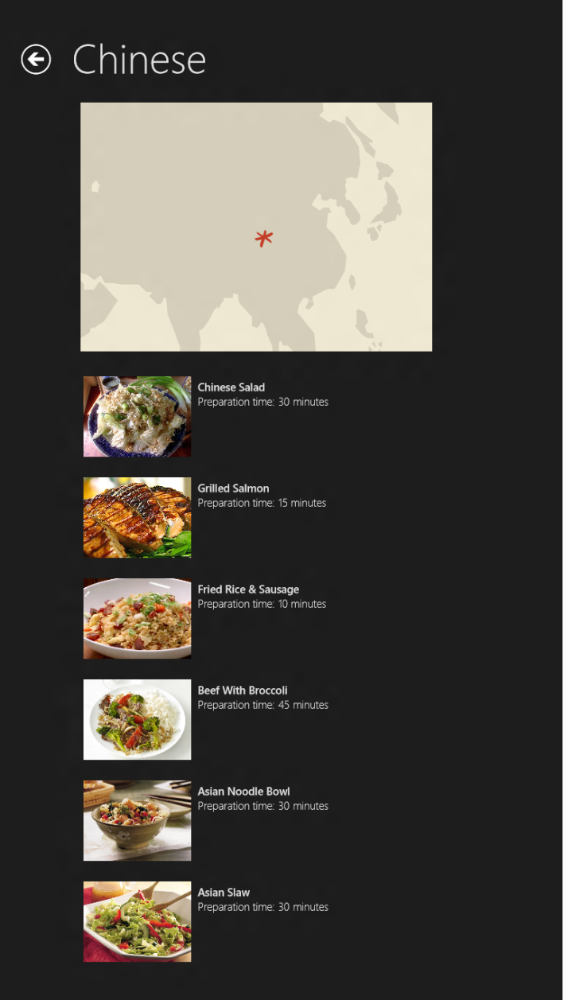 Chinese
Chinese Salad
Preparation time: 30 minutes
Grilled Salmon
Preparation time: 15 minutes
Fried Rice & Sausage
Preparation time: 10 minutes
Beef With Broccoli
Preparation time: 45 minutes
Asian Noodle Bowl
Preparation time: 30 minutes
Asian Slaw
Preparation time: 30 minutes